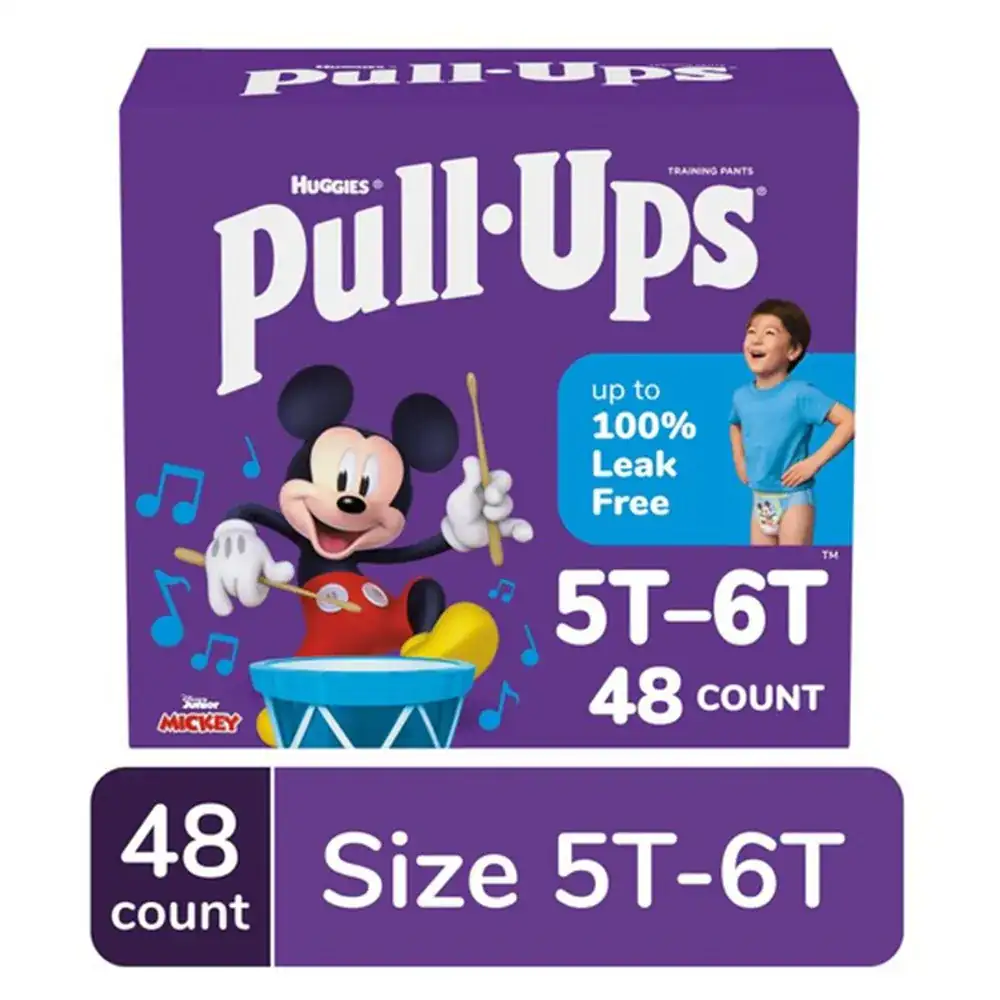 HUGGIES®
Pull-Ups
HUGGIES® TRAINING PANTS
Pull-Ups®
up to
100%
Leak
Free
™
5T-6T
48 COUNT
Disney
Junior
MICKEY
48
count
Size 5T-6T